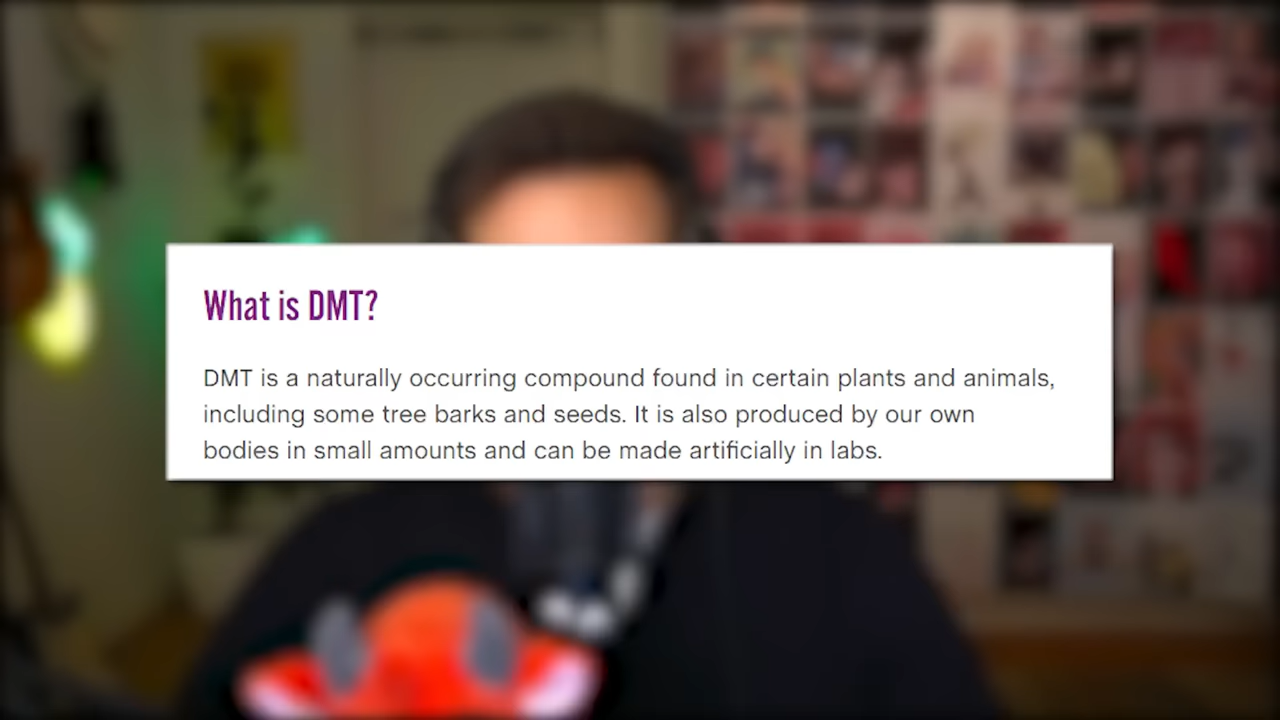 What is DMT?
DMT is a naturally occurring compound found in certain plants and animals,
including some tree barks and seeds. It is also produced by our own
bodies in small amounts and can be made artificially in labs.